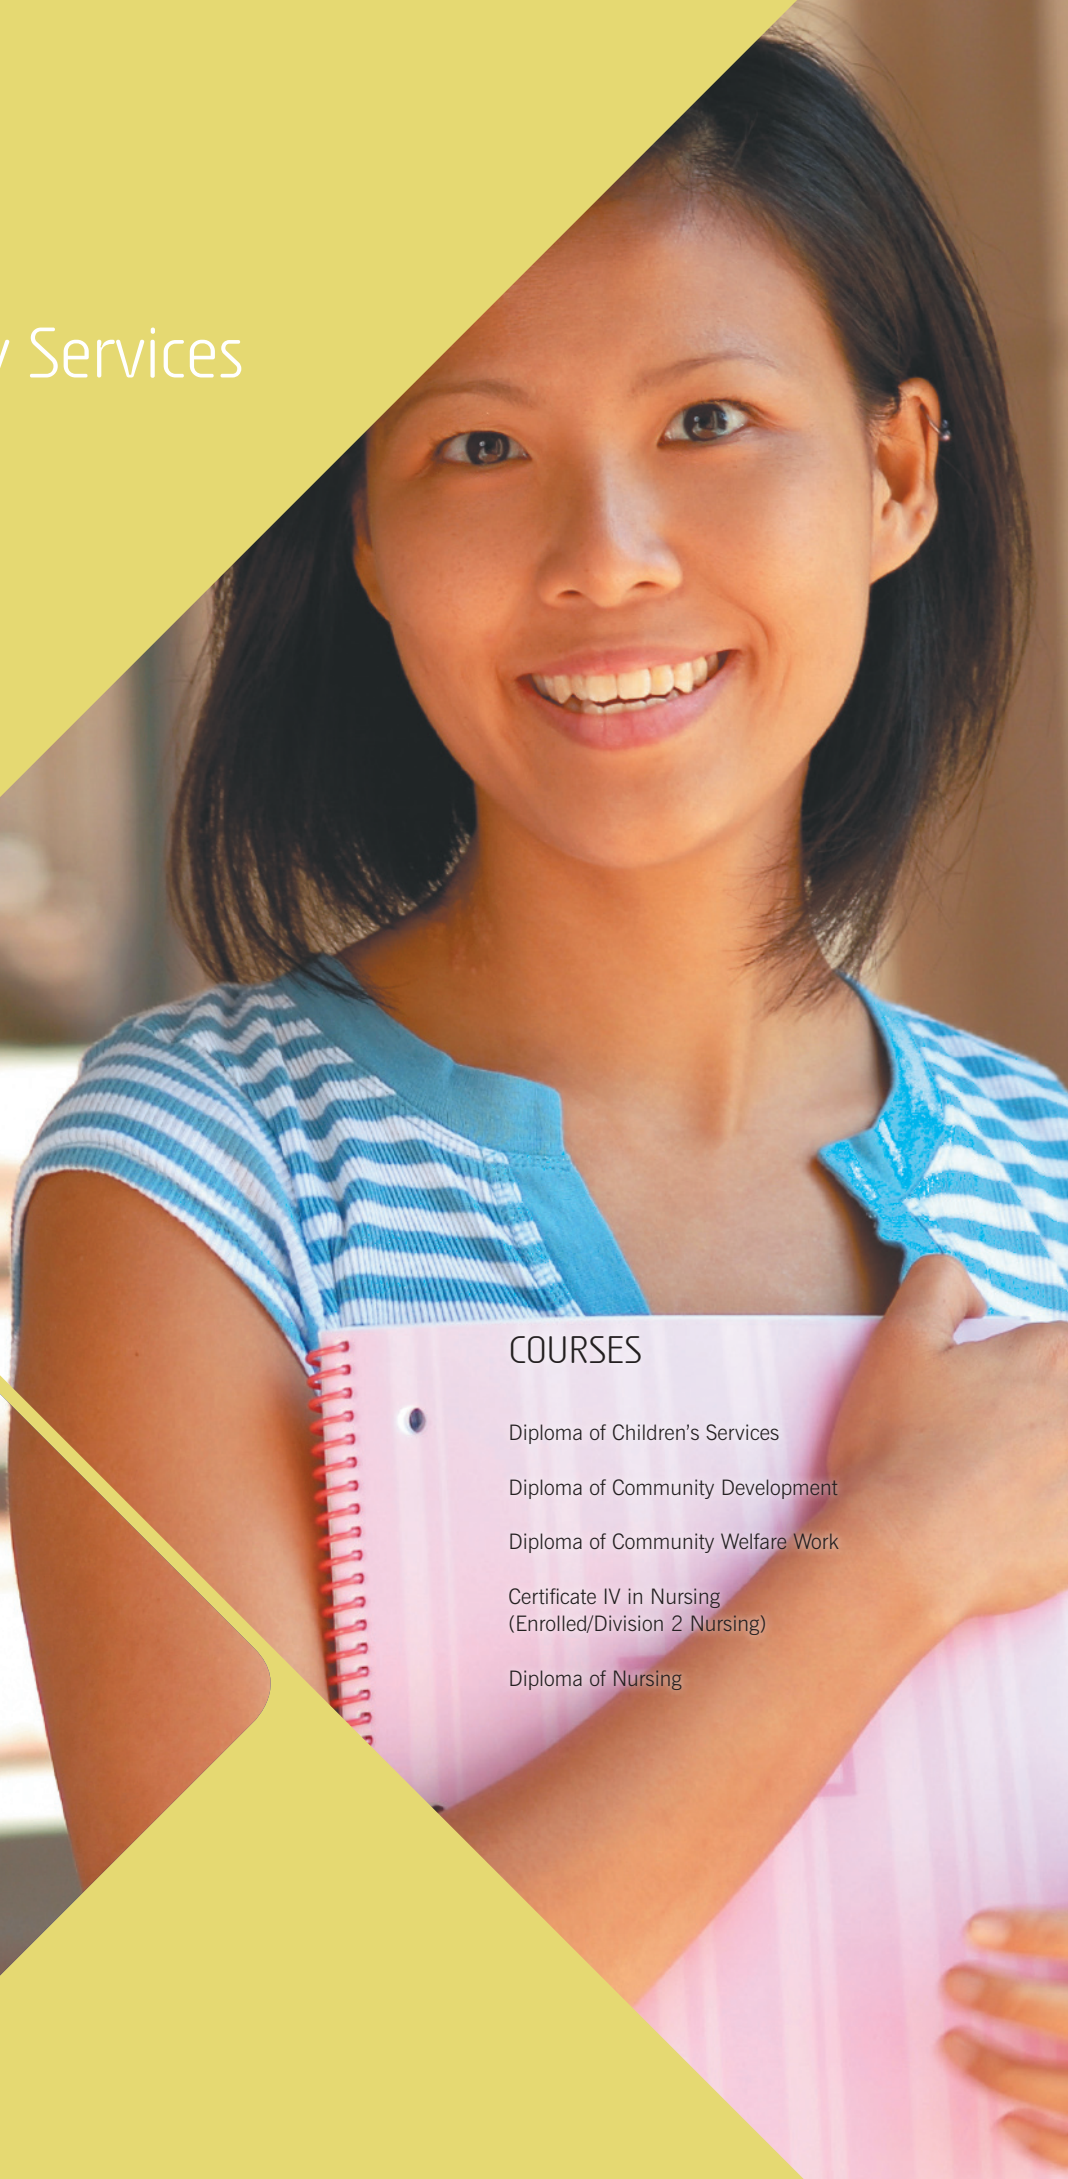 Services
COURSES
Diploma of Children’s Services
Diploma of Community Development
Diploma of Community Welfare Work
Certificate IV in Nursing
(Enrolled/Division 2 Nursing)
Diploma of Nursing